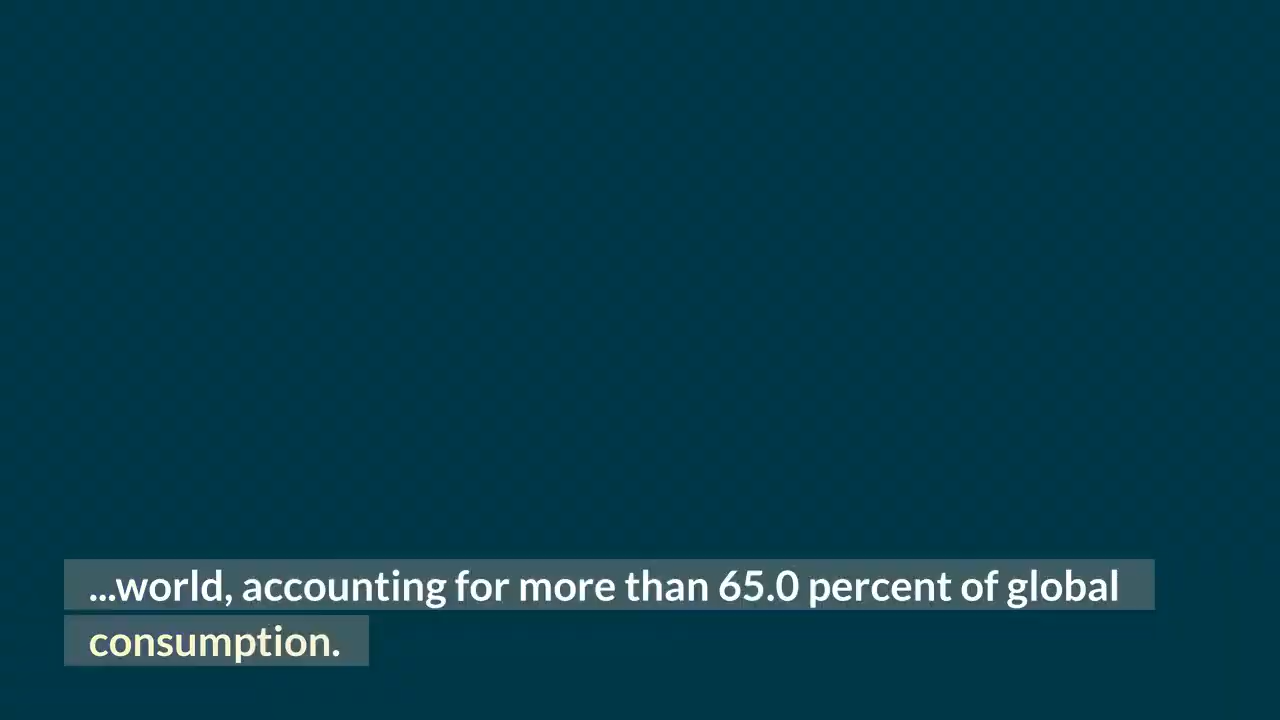 ...world, accounting for more than 65.0 percent of global
consumption.